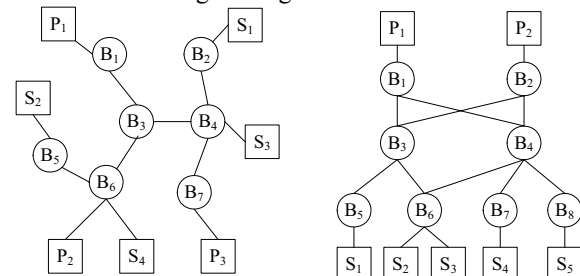 P1 S1 P1 P2
B1 B2 B1 B2
S2
B3 B4 B3 B4
S3
B5 B6 B7 B5 B6 B7 B8
P2 S4 P3 S1 S2 S3 S4 S5